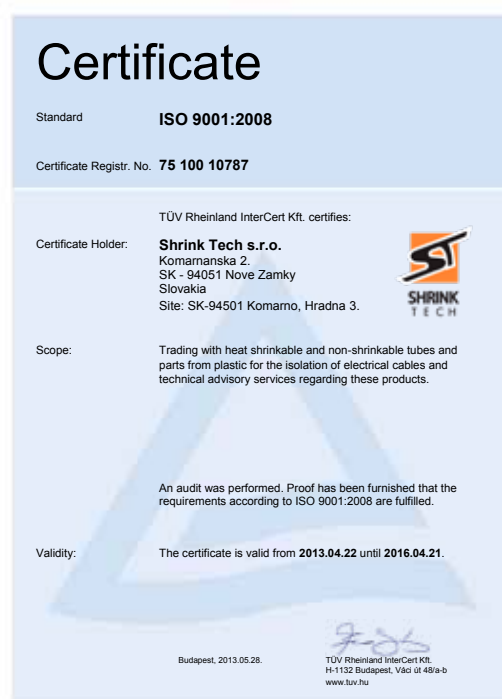 Certificate
Standard ISO 9001:2008
Certificate Registr. No. 75 100 10787
TÜV Rheinland InterCert Kft. certifies:
Certificate Holder: Shrink Tech s.r.o.
Komarnanska 2.
SK - 94051 Nove Zamky
Slovakia
Site: SK-94501 Komarno, Hradna 3.
SHRINK
TECH
Scope: Trading with heat shrinkable and non-shrinkable tubes and
parts from plastic for the isolation of electrical cables and
technical advisory services regarding these products.
An audit was performed. Proof has been furnished that the
requirements according to ISO 9001:2008 are fulfilled.
Validity: The certificate is valid from 2013.04.22 until 2016.04.21.
Budapest, 2013.05.28.
TÜV Rheinland InterCert Kft.
H-1132 Budapest, Váci út 48/a-b
www.tuv.hu